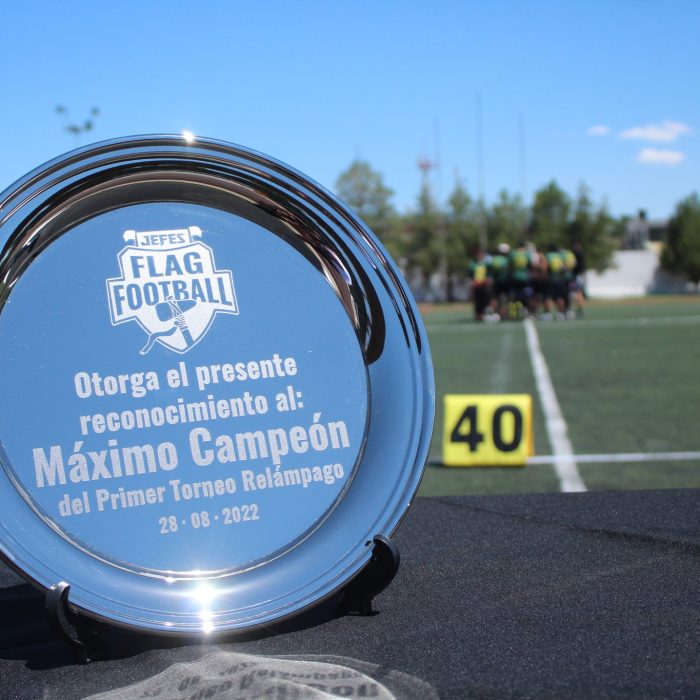 JEFES
FLAG
FOOTBALL
Otorga el presente
reconocimiento al:
Máximo Campeón
del Primer Torneo Relámpago
28 · 08 · 2022
40